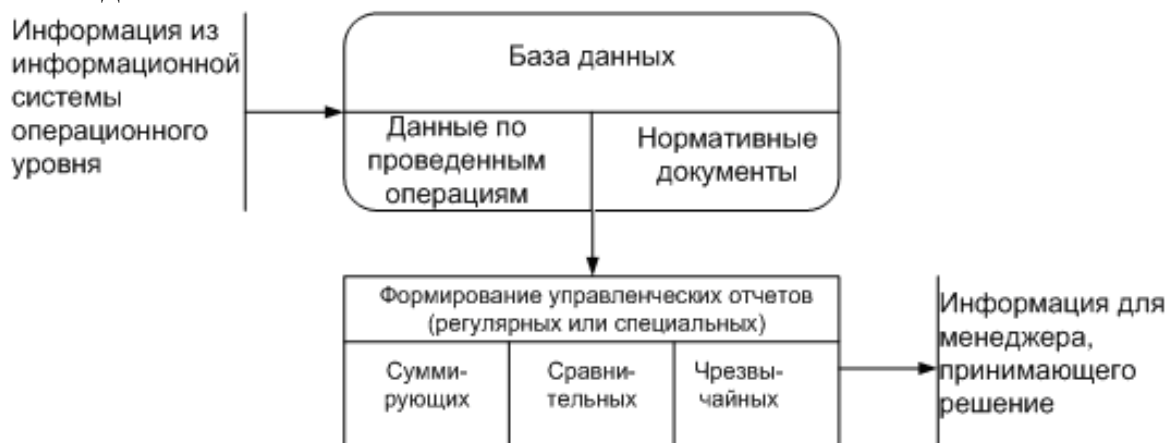 Информация из
информационной
системы
операционного
уровня
База данных
Данные по
проведенным
операциям
Нормативные
документы
Формирование управленческих отчетов
(регулярных или специальных)
Сумми-
рующих
Сравни-
тельных
Чрезвы-
чайных
Информация для
менеджера,
принимающего
решение